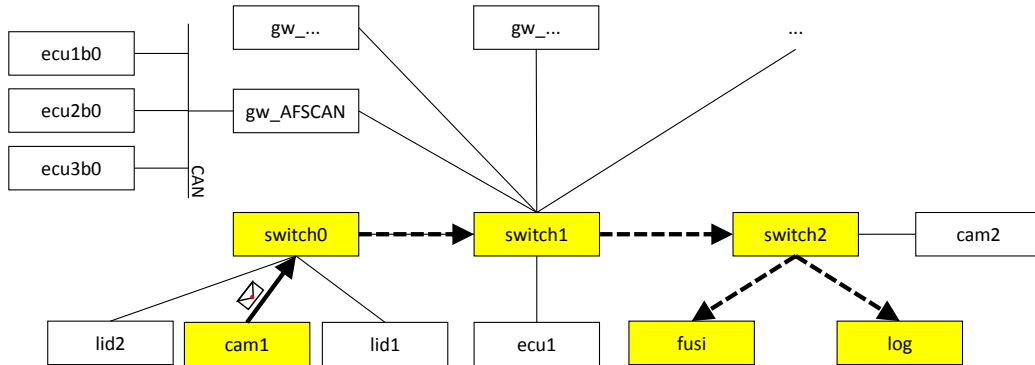 gw_...
gw_...
...
ecu1b0
ecu2b0
gw_AFSCAN
ecu3b0
CAN
switch0
switch1
switch2
cam2
lid2
cam1
lid1
ecu1
fusi
log